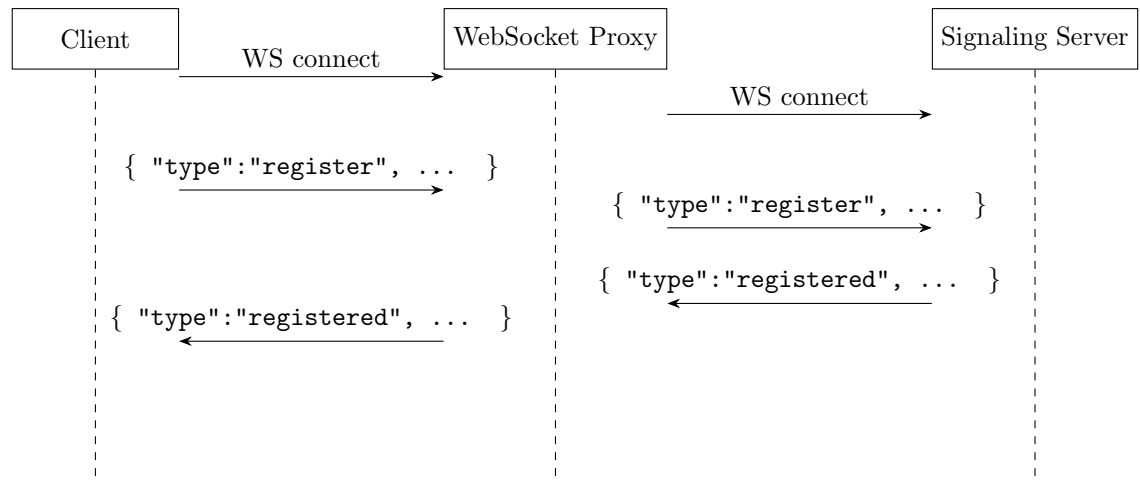 Client
WebSocket Proxy
Signaling Server
WS connect
WS connect
{ "type":"register", ... }
{ "type":"register", ... }
{ "type":"registered", ... }
{ "type":"registered", ... }